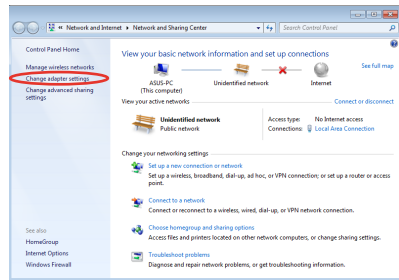 « Network and Internet ▸ Network and Sharing Center
Search Control Panel
Control Panel Home
Manage wireless networks
Change adapter settings
Change advanced sharing
settings
See also
HomeGroup
Internet Options
Windows Firewall
View your basic network information and set up connections
See full map
ASUS-PC
(This computer)
Unidentified network
Internet
View your active networks
Connect or disconnect
Unidentified network
Public network
Access type: No Internet access
Connections: Local Area Connection
Change your networking settings
Set up a new connection or network
Set up a wireless, broadband, dial-up, ad hoc, or VPN connection; or set up a router or access
point.
Connect to a network
Connect or reconnect to a wireless, wired, dial-up, or VPN network connection.
Choose homegroup and sharing options
Access files and printers located on other network computers, or change sharing settings.
Troubleshoot problems
Diagnose and repair network problems, or get troubleshooting information.